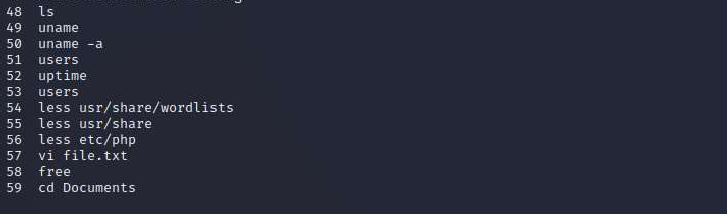 48 ls
49 uname
50 uname -a
51 users
52 uptime
53 users
54 less usr/share/wordlists
55 less usr/share
56 less etc/php
57 vi file.txt
58 free
59 cd Documents